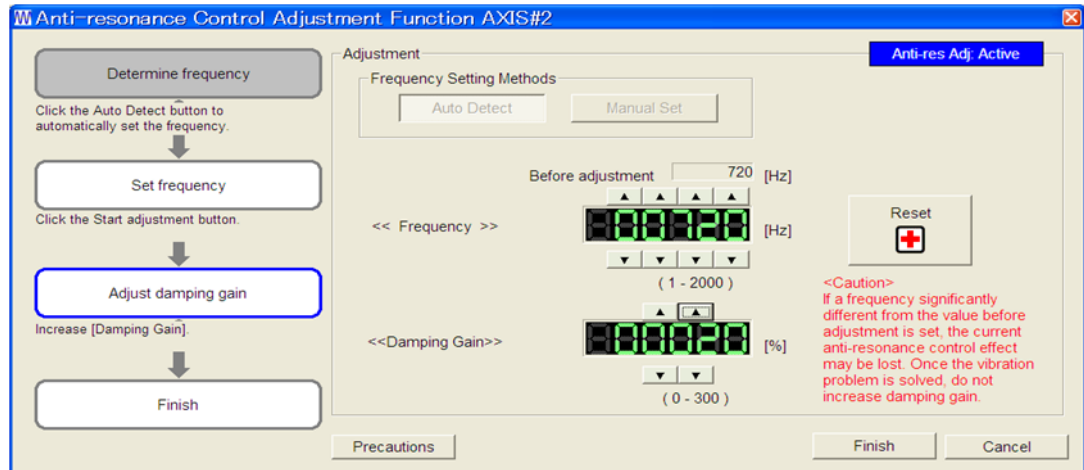 Anti-resonance Control Adjustment Function AXIS#2
Determine frequency
Click the Auto Detect button to
automatically set the frequency.
Set frequency
Click the Start adjustment button.
Adjust damping gain
Increase [Damping Gain].
Finish
Adjustment
Anti-res Adj: Active
Frequency Setting Methods
Auto Detect
Manual Set
Before adjustment 720 [Hz]
<< Frequency >> 00720 [Hz]
( 1 - 2000 )
<<Damping Gain>> 00020 [%]
( 0 - 300 )
Reset
<Caution>
If a frequency significantly
different from the value before
adjustment is set, the current
anti-resonance control effect
may be lost. Once the vibration
problem is solved, do not
increase damping gain.
Precautions
Finish
Cancel